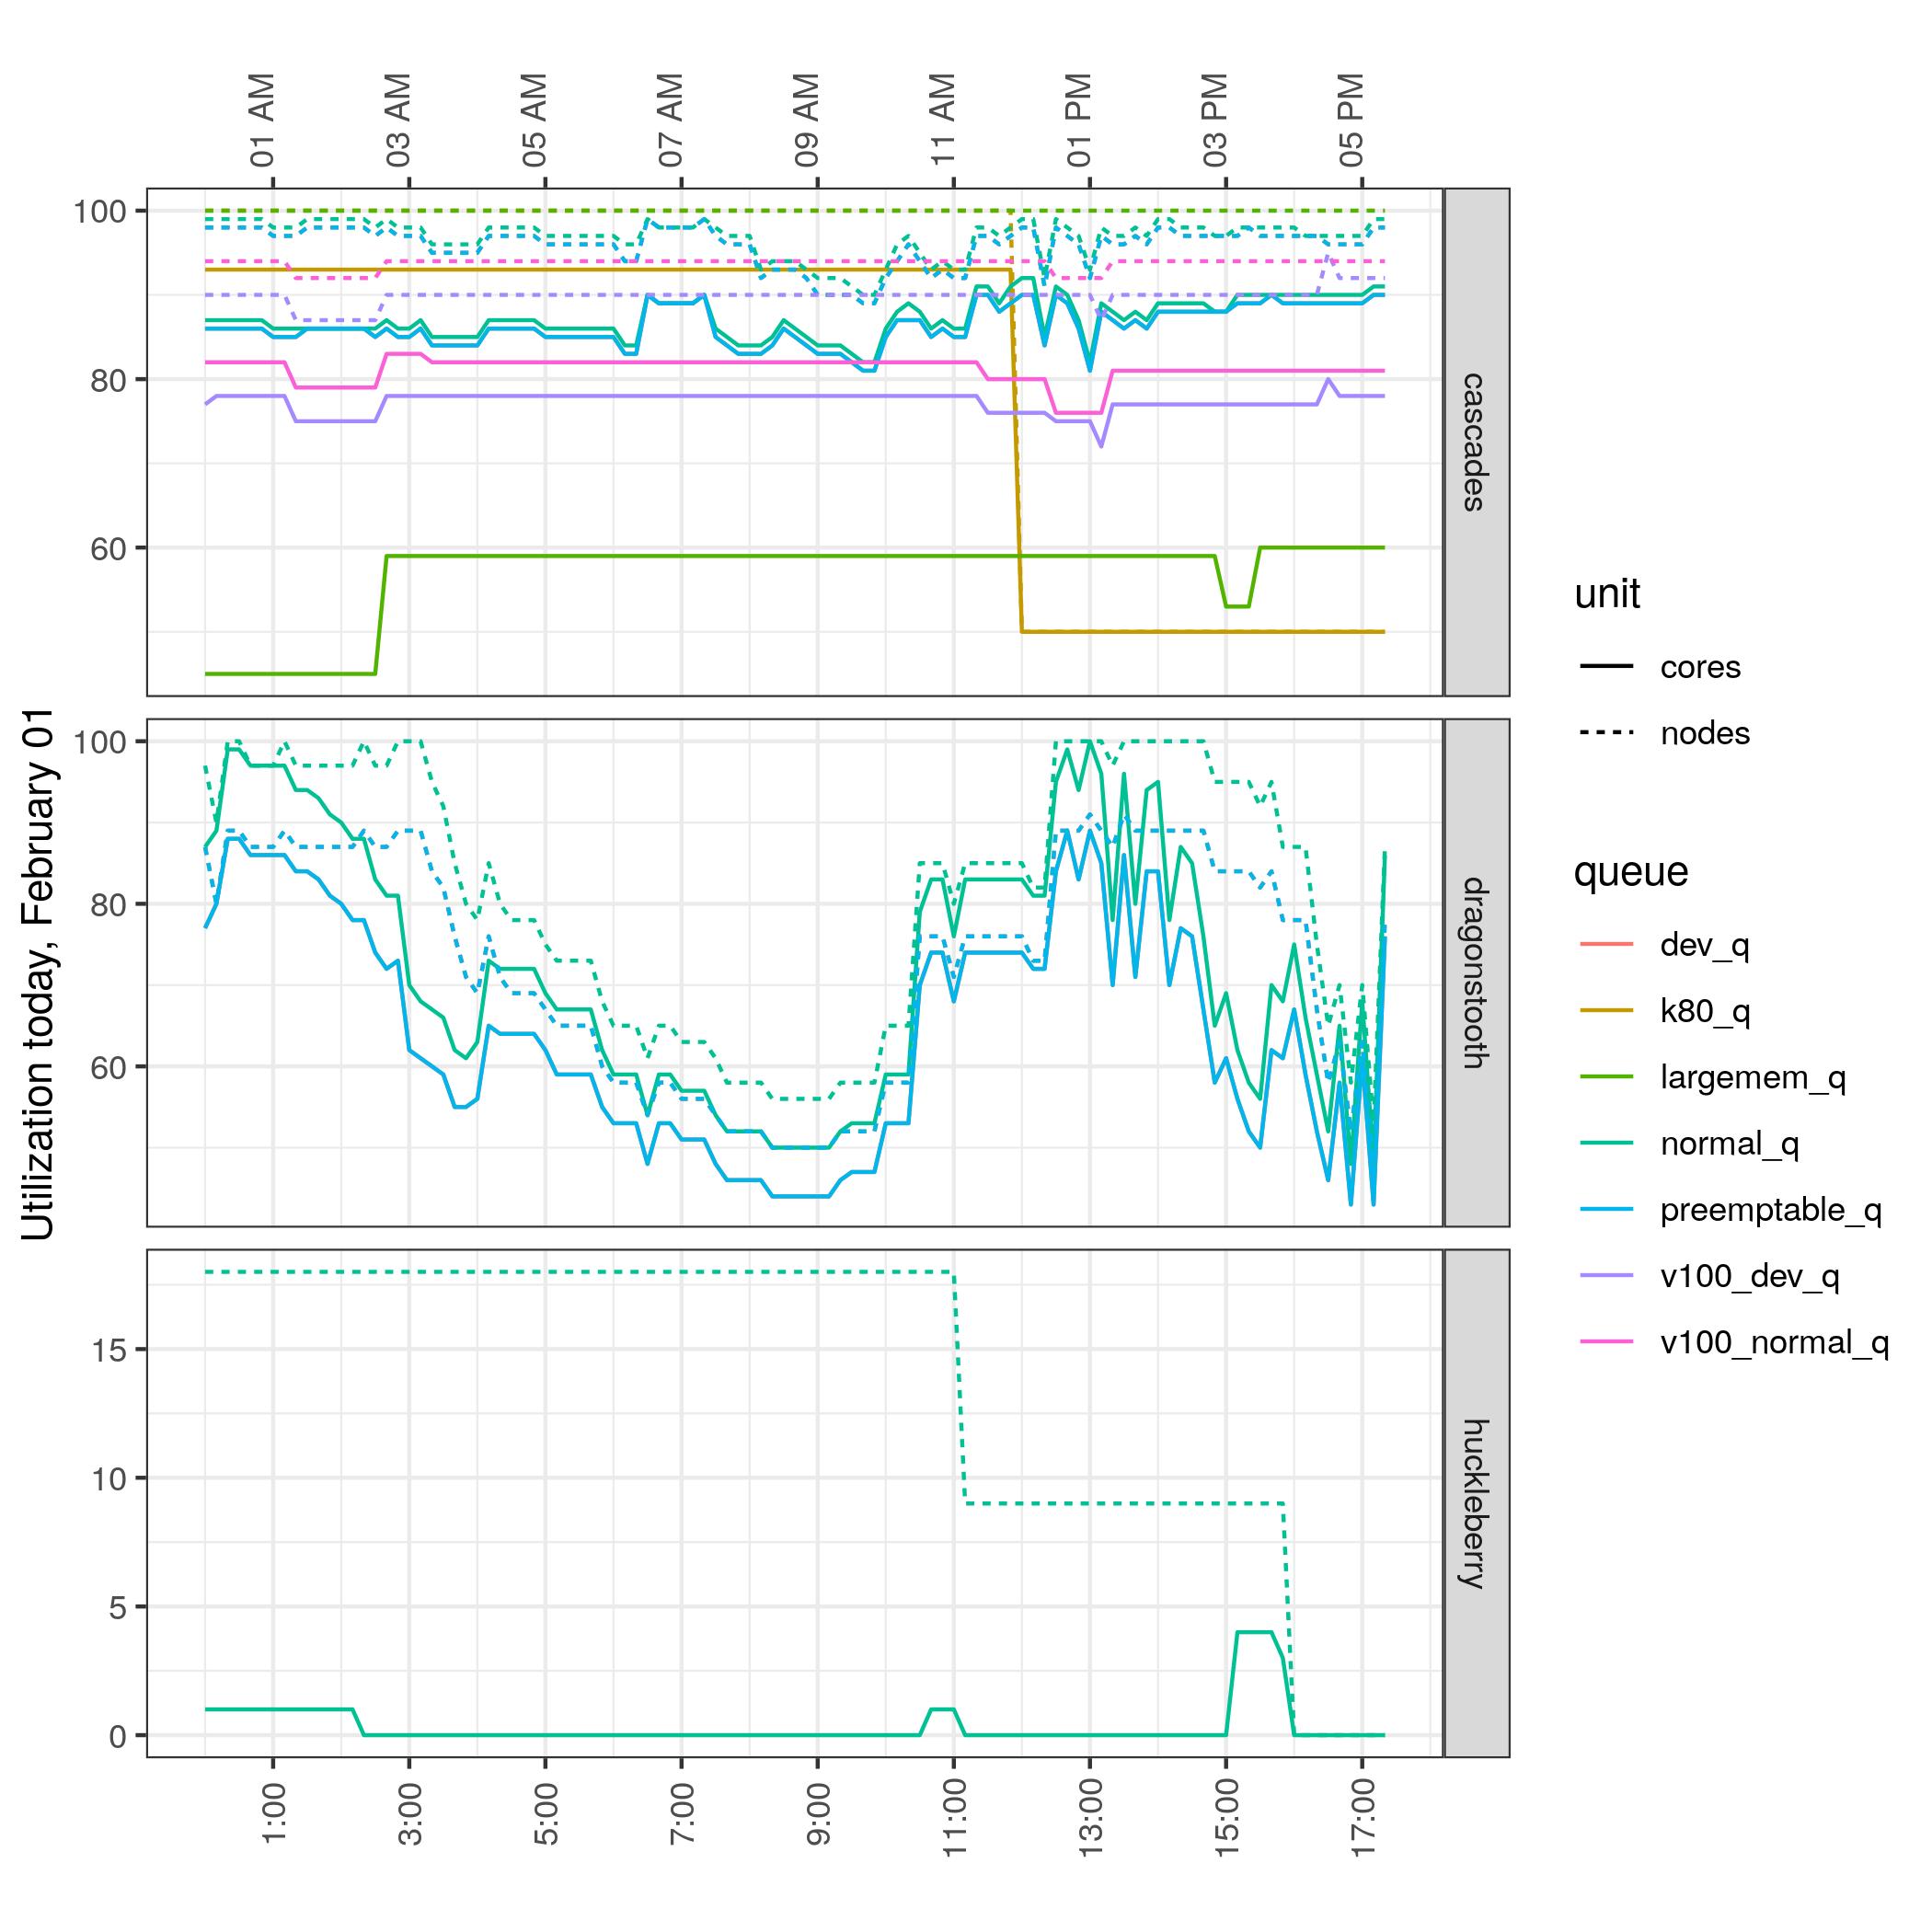 01 AM
03 AM
05 AM
07 AM
09 AM
11 AM
01 PM
03 PM
05 PM
Utilization today, February 01
100
80
60
cascades
100
80
60
dragonstooth
15
10
5
0
huckleberry
1:00
3:00
5:00
7:00
9:00
11:00
13:00
15:00
17:00
unit
cores
nodes
queue
dev_q
k80_q
largemem_q
normal_q
preemptable_q
v100_dev_q
v100_normal_q